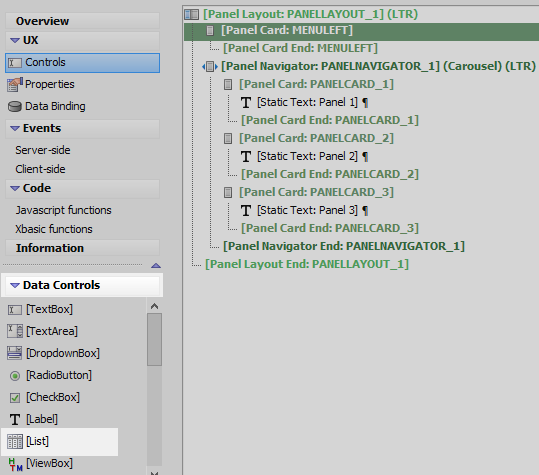 Overview
UX
Controls
Properties
Data Binding
Events
Server-side
Client-side
Code
Javascript functions
Xbasic functions
Information
Data Controls
[TextBox]
[TextArea]
[DropdownBox]
[RadioButton]
[CheckBox]
[Label]
[List]
[ViewBox]
[Panel Layout: PANELLAYOUT_1] (LTR)
[Panel Card: MENULEFT]
[Panel Card End: MENULEFT]
[Panel Navigator: PANELNAVIGATOR_1] (Carousel) (LTR)
[Panel Card: PANELCARD_1]
[Static Text: Panel 1] ¶
[Panel Card End: PANELCARD_1]
[Panel Card: PANELCARD_2]
[Static Text: Panel 2] ¶
[Panel Card End: PANELCARD_2]
[Panel Card: PANELCARD_3]
[Static Text: Panel 3] ¶
[Panel Card End: PANELCARD_3]
[Panel Navigator End: PANELNAVIGATOR_1]
[Panel Layout End: PANELLAYOUT_1]